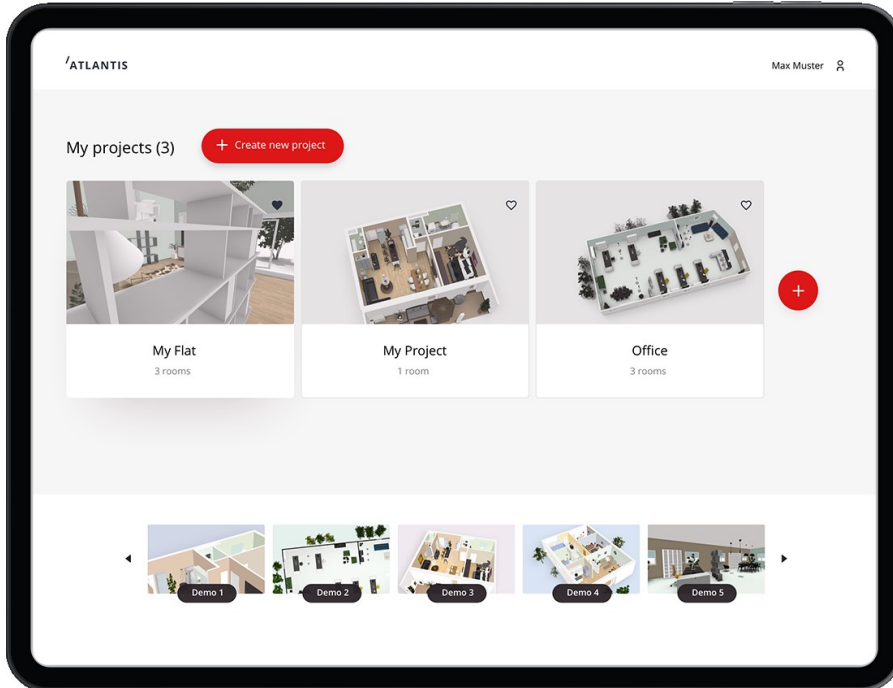 /ATLANTIS
Max Muster
My projects (3)
+ Create new project
My Flat
3 rooms
My Project
1 room
Office
3 rooms
+
Demo 1
Demo 2
Demo 3
Demo 4
Demo 5